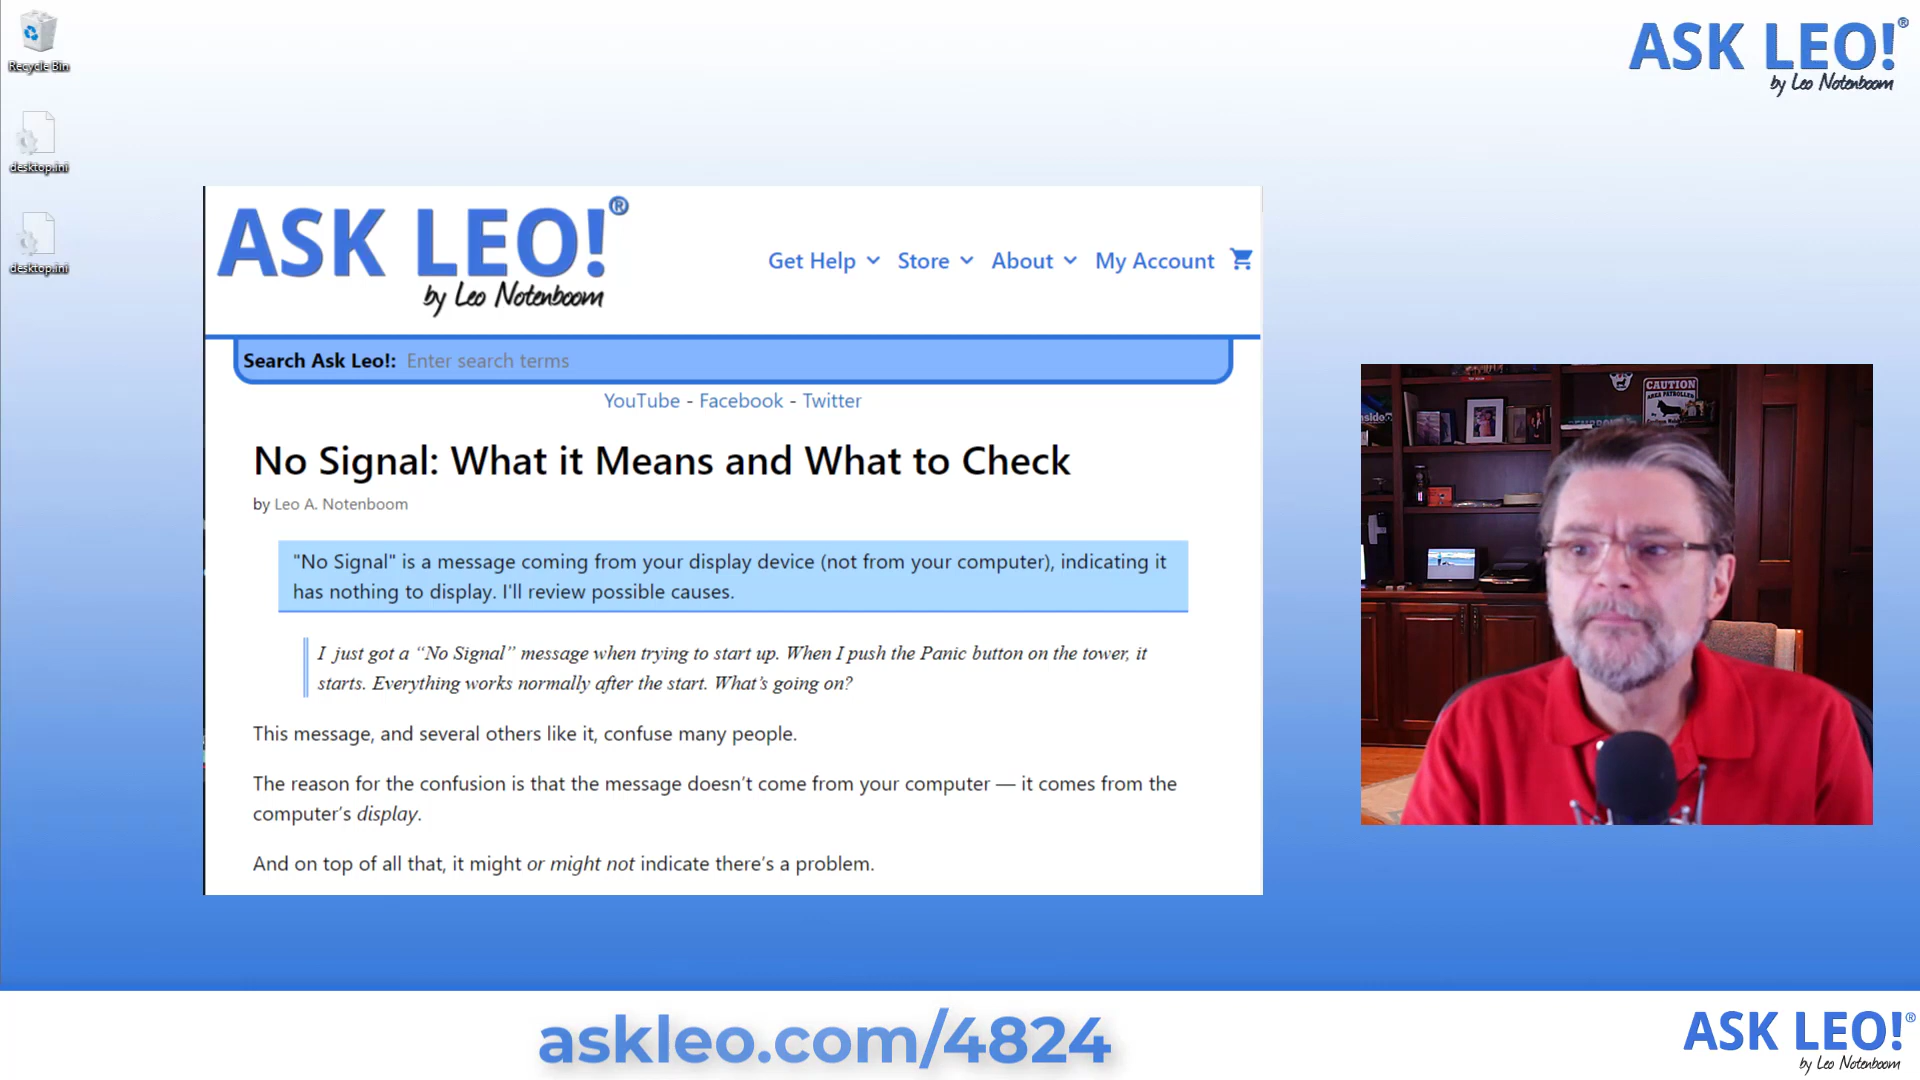 Recycle Bin
desktop.ini
desktop.ini
ASK LEO!®
by Leo Notenboom
ASK LEO!®
by Leo Notenboom
Get Help Store About My Account
Search Ask Leo!: Enter search terms
YouTube - Facebook - Twitter
No Signal: What it Means and What to Check
by Leo A. Notenboom
"No Signal" is a message coming from your display device (not from your computer), indicating it
has nothing to display. I'll review possible causes.
I just got a “No Signal” message when trying to start up. When I push the Panic button on the tower, it
starts. Everything works normally after the start. What’s going on?
This message, and several others like it, confuse many people.
The reason for the confusion is that the message doesn’t come from your computer — it comes from the
computer’s display.
And on top of all that, it might or might not indicate there’s a problem.
CAUTION
AREA PATROLLED
askleo.com/4824
ASK LEO!®
by Leo Notenboom